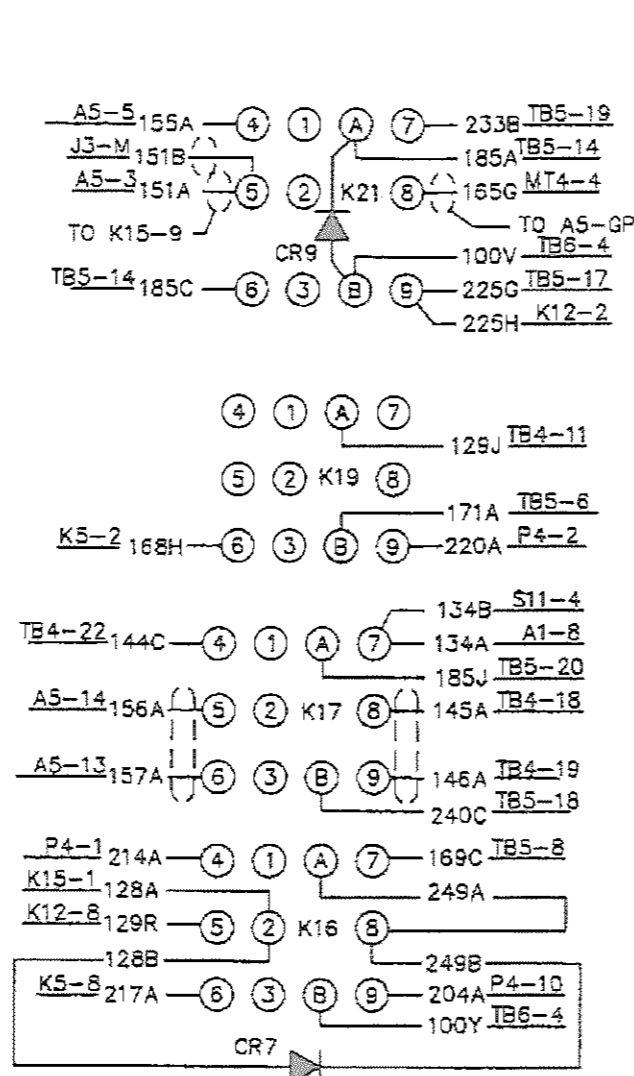 A5-5 155A 4 1 A 7 233B TB5-19
J3-M 151B 185A TB5-14
A5-3 151A 5 2 K21 8 165G MT4-4
TO K15-9 TO A5-GP
CR9 100V TB6-4
TB5-14 185C 6 3 B 9 225G TB5-17
225H K12-2
4 1 A 7
129J TB4-11
5 2 K19 8
171A TB5-6
K5-2 168H 6 3 B 9 220A P4-2
134B S11-4
TB4-22 144C 4 1 A 7 134A A1-8
185J TB5-20
A5-14 156A 5 2 K17 8 145A TB4-18
A5-13 157A 6 3 B 9 146A TB4-19
240C TB5-18
P4-1 214A 4 1 A 7 169C TB5-8
K15-1 128A 249A
K12-8 129R 5 2 K16 8
128B 249B
K5-8 217A 6 3 B 9 204A P4-10
100Y TB6-4
CR7